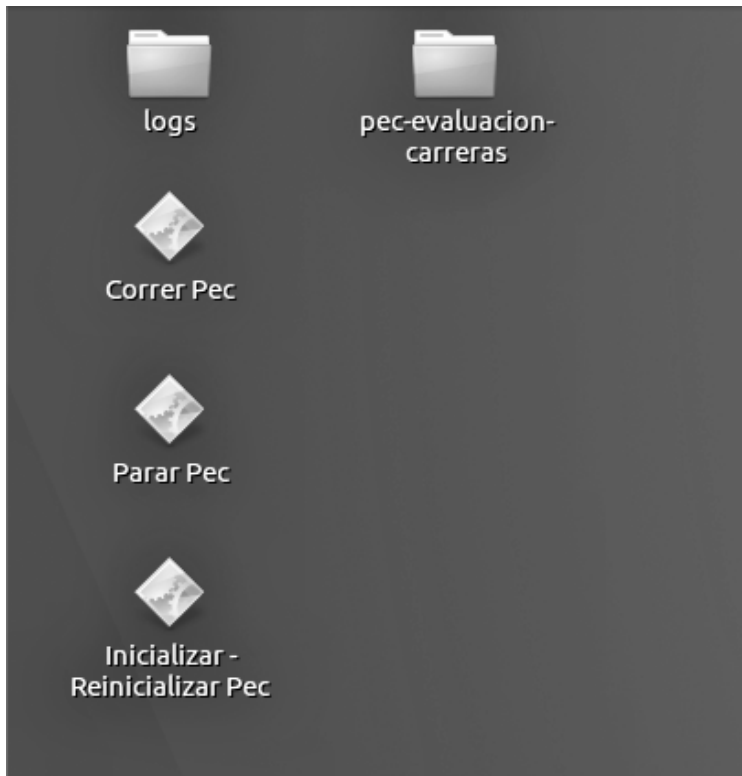 logs
pec-evaluacion-
carreras
Correr Pec
Parar Pec
Inicializar -
Reinicializar Pec